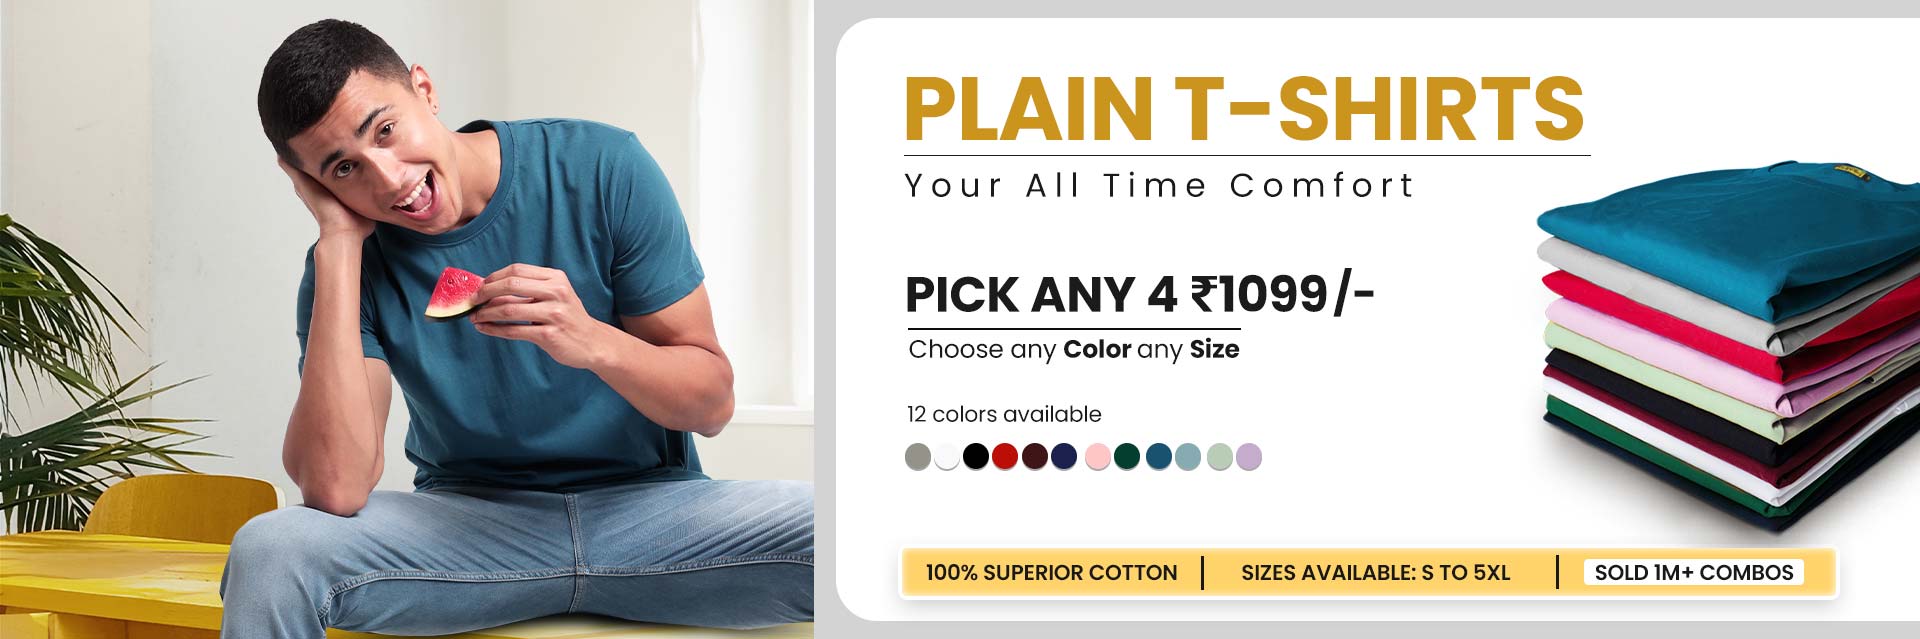 PLAIN T-SHIRTS
Your All Time Comfort
PICK ANY 4 ₹1099/-
Choose any Color any Size
12 colors available
100% SUPERIOR COTTON | SIZES AVAILABLE: S TO 5XL | SOLD 1M+ COMBOS